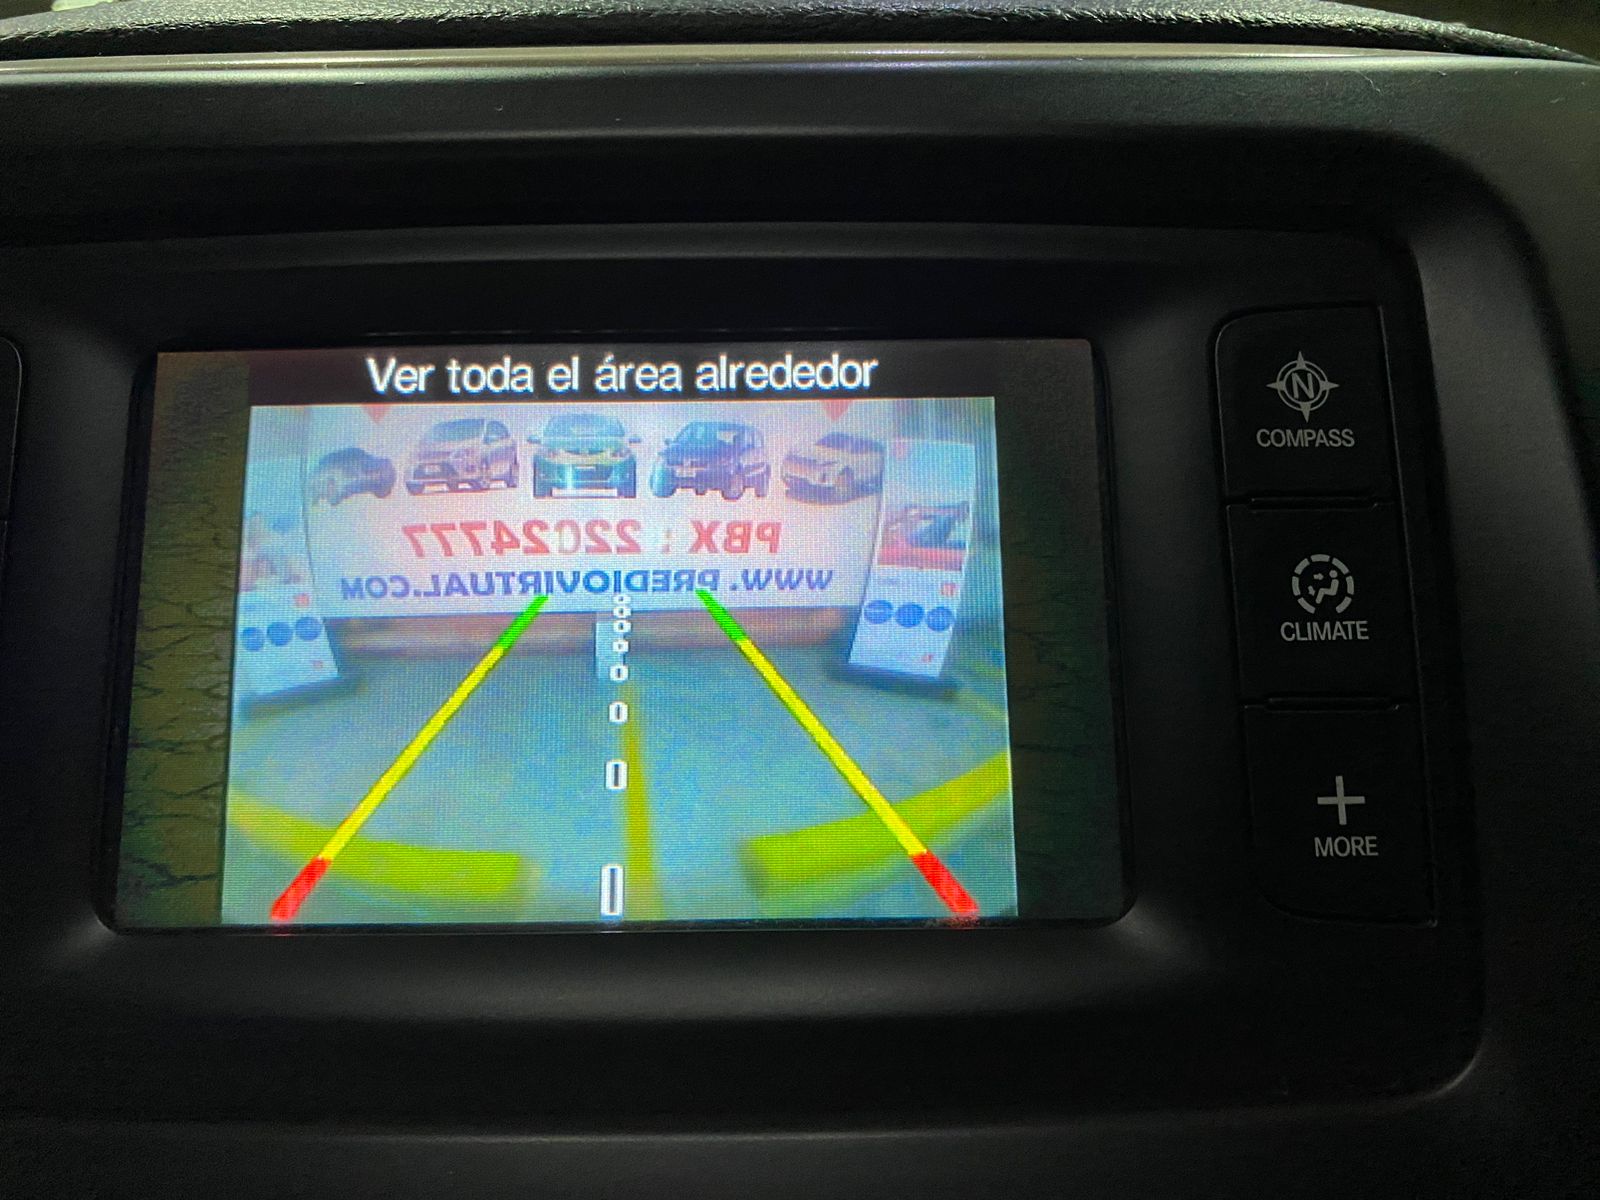 Ver toda el área alrededor
PBX : 22024777
WWW.PREDIOVIRTUAL.COM
N
COMPASS
CLIMATE
+
MORE